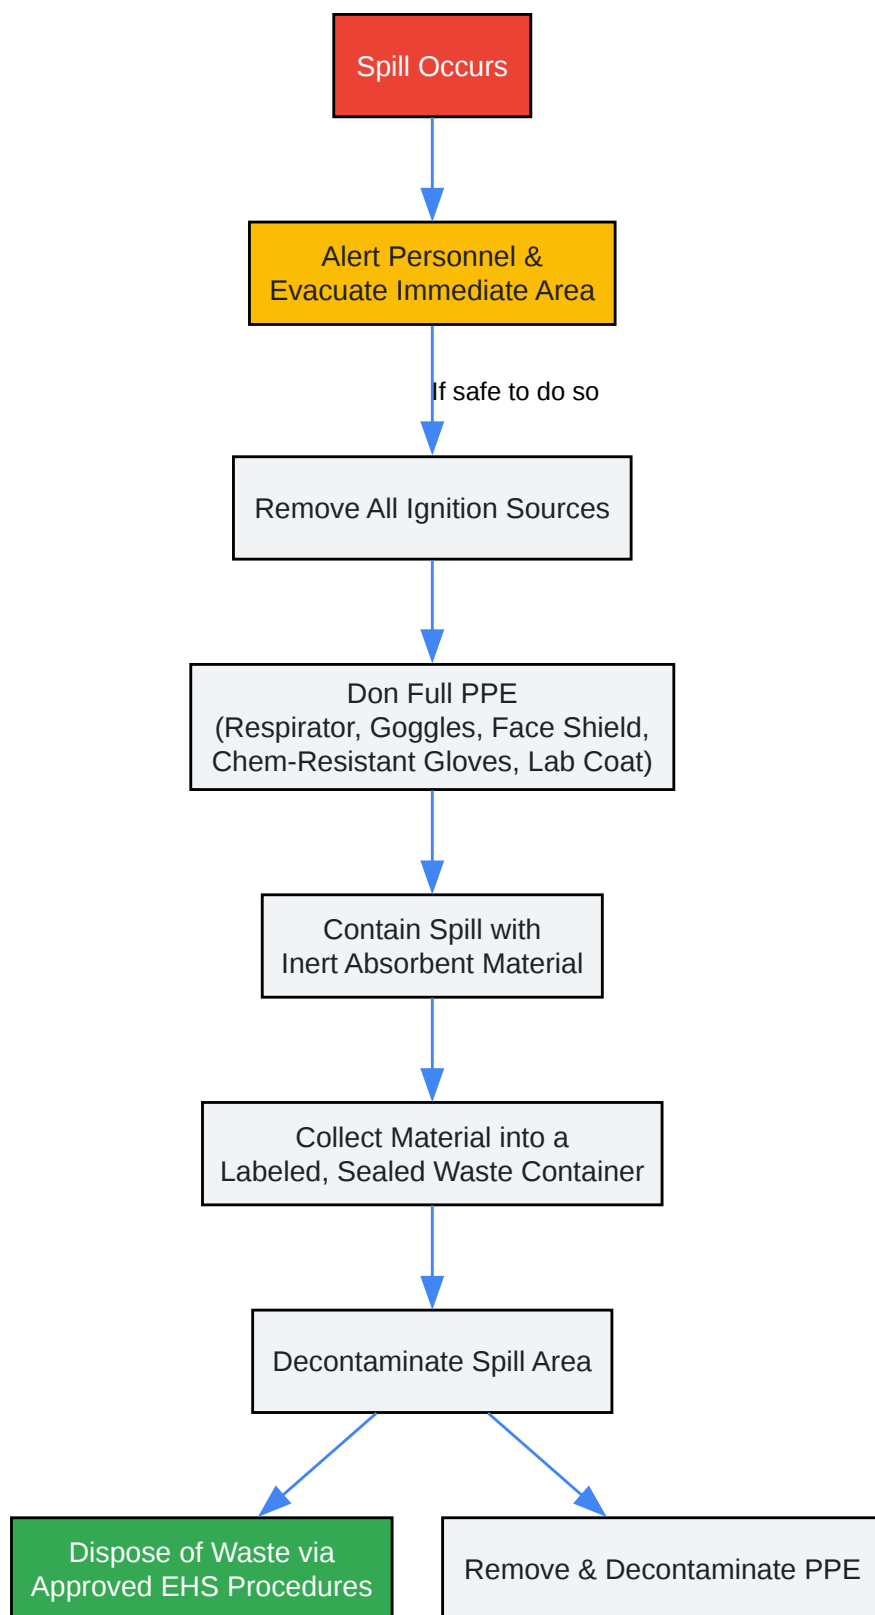 Spill Occurs
Alert Personnel &
Evacuate Immediate Area
If safe to do so
Remove All Ignition Sources
Don Full PPE
(Respirator, Goggles, Face Shield,
Chem-Resistant Gloves, Lab Coat)
Contain Spill with
Inert Absorbent Material
Collect Material into a
Labeled, Sealed Waste Container
Decontaminate Spill Area
Dispose of Waste via
Approved EHS Procedures
Remove & Decontaminate PPE